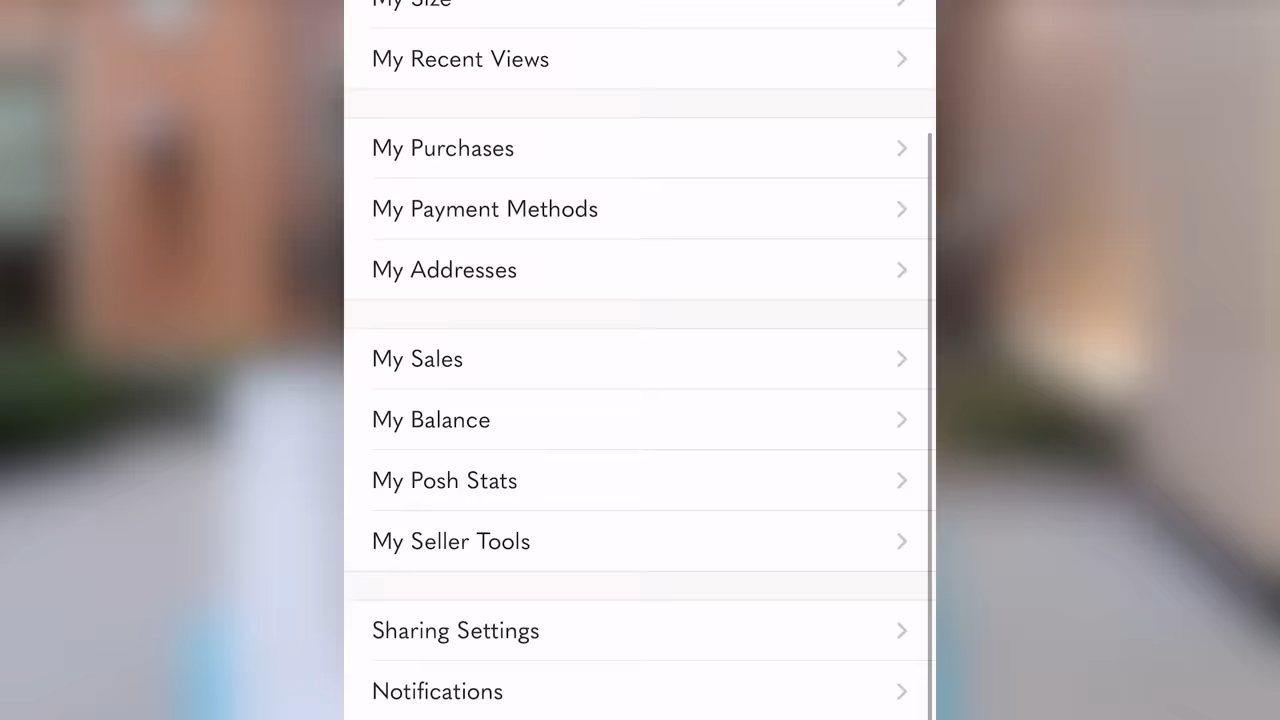 My Size
My Recent Views
My Purchases
My Payment Methods
My Addresses
My Sales
My Balance
My Posh Stats
My Seller Tools
Sharing Settings
Notifications